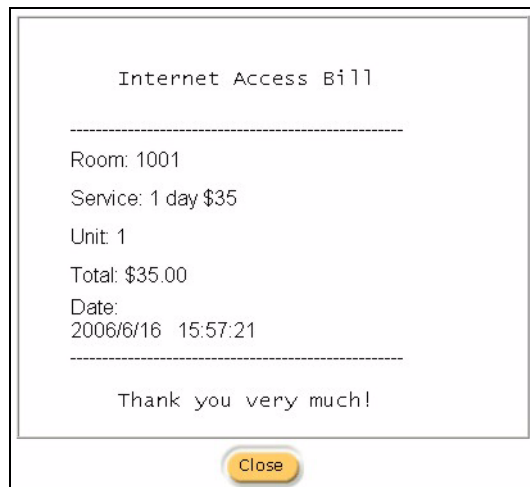 Internet Access Bill
----------------------------------------------------
Room: 1001
Service: 1 day $35
Unit: 1
Total: $35.00
Date:
2006/6/16 15:57:21
----------------------------------------------------
Thank you very much!
Close